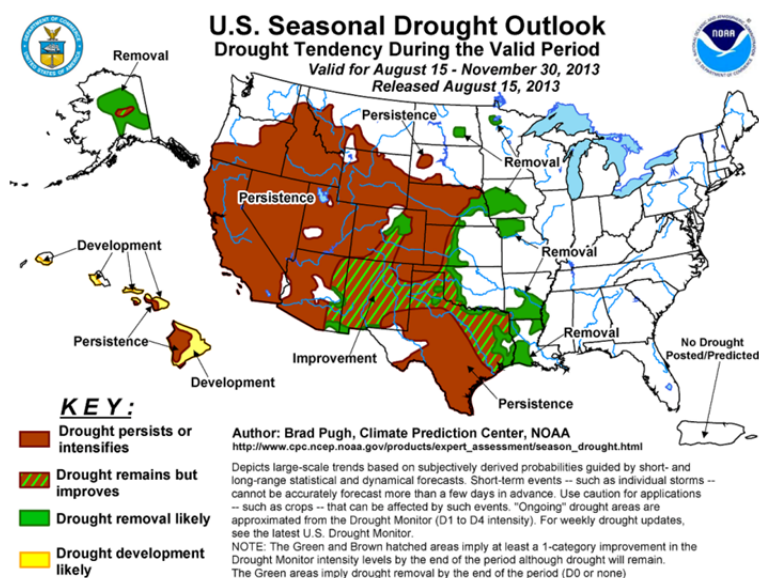 U.S. Seasonal Drought Outlook
Drought Tendency During the Valid Period
Valid for August 15 - November 30, 2013
Released August 15, 2013
DEPARTMENT OF COMMERCE
UNITED STATES OF AMERICA
NOAA
Removal
Persistence
Removal
Persistence
Development
Removal
Persistence
Development
Improvement
Removal
Persistence
No Drought
Posted/Predicted
KEY:
Drought persists or
intensifies
Drought remains but
improves
Drought removal likely
Drought development
likely
Author: Brad Pugh, Climate Prediction Center, NOAA
http://www.cpc.ncep.noaa.gov/products/expert_assessment/season_drought.html
Depicts large-scale trends based on subjectively derived probabilities guided by short- and
long-range statistical and dynamical forecasts. Short-term events -- such as individual storms --
cannot be accurately forecast more than a few days in advance. Use caution for applications
-- such as crops -- that can be affected by such events. "Ongoing" drought areas are
approximated from the Drought Monitor (D1 to D4 intensity). For weekly drought updates,
see the latest U.S. Drought Monitor.
NOTE: The Green and Brown hatched areas imply at least a 1-category improvement in the
Drought Monitor intensity levels by the end of the period although drought will remain.
The Green areas imply drought removal by the end of the period (D0 or none)